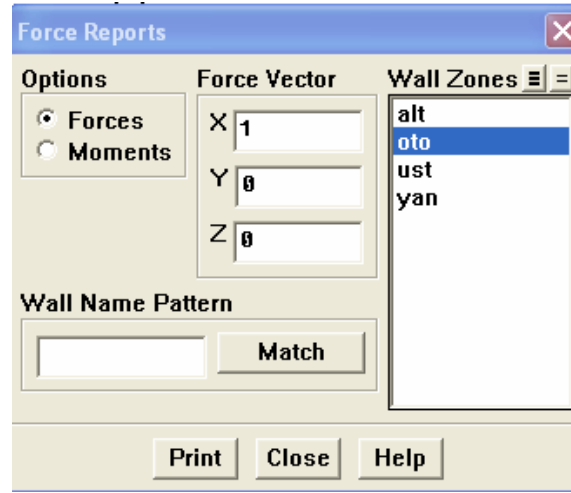 Force Reports
Options
Forces
Moments
Force Vector
X 1
Y 0
Z 0
Wall Zones
alt
oto
ust
yan
Wall Name Pattern
Match
Print Close Help